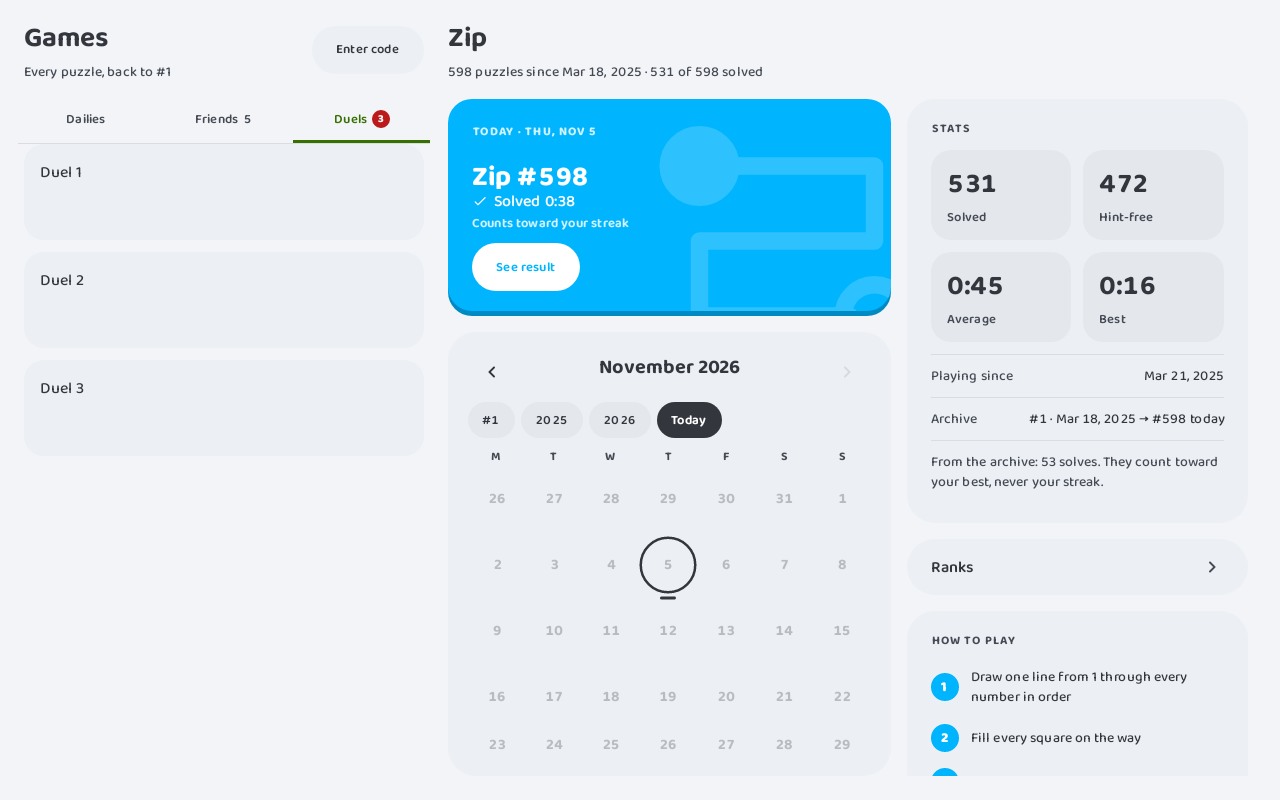 Games
Every puzzle, back to #1
Enter code
Dailies
Friends 5
Duels 3
Duel 1
Duel 2
Duel 3
Zip
598 puzzles since Mar 18, 2025 · 531 of 598 solved
TODAY · THU, NOV 5
Zip #598
Solved 0:38
Counts toward your streak
See result
November 2026
#1 2025 2026 Today
M T W T F S S
26 27 28 29 30 31 1
2 3 4 5 6 7 8
9 10 11 12 13 14 15
16 17 18 19 20 21 22
23 24 25 26 27 28 29
STATS
531
Solved
472
Hint-free
0:45
Average
0:16
Best
Playing since Mar 21, 2025
Archive #1 · Mar 18, 2025 → #598 today
From the archive: 53 solves. They count toward
your best, never your streak.
Ranks
HOW TO PLAY
1 Draw one line from 1 through every
number in order
2 Fill every square on the way